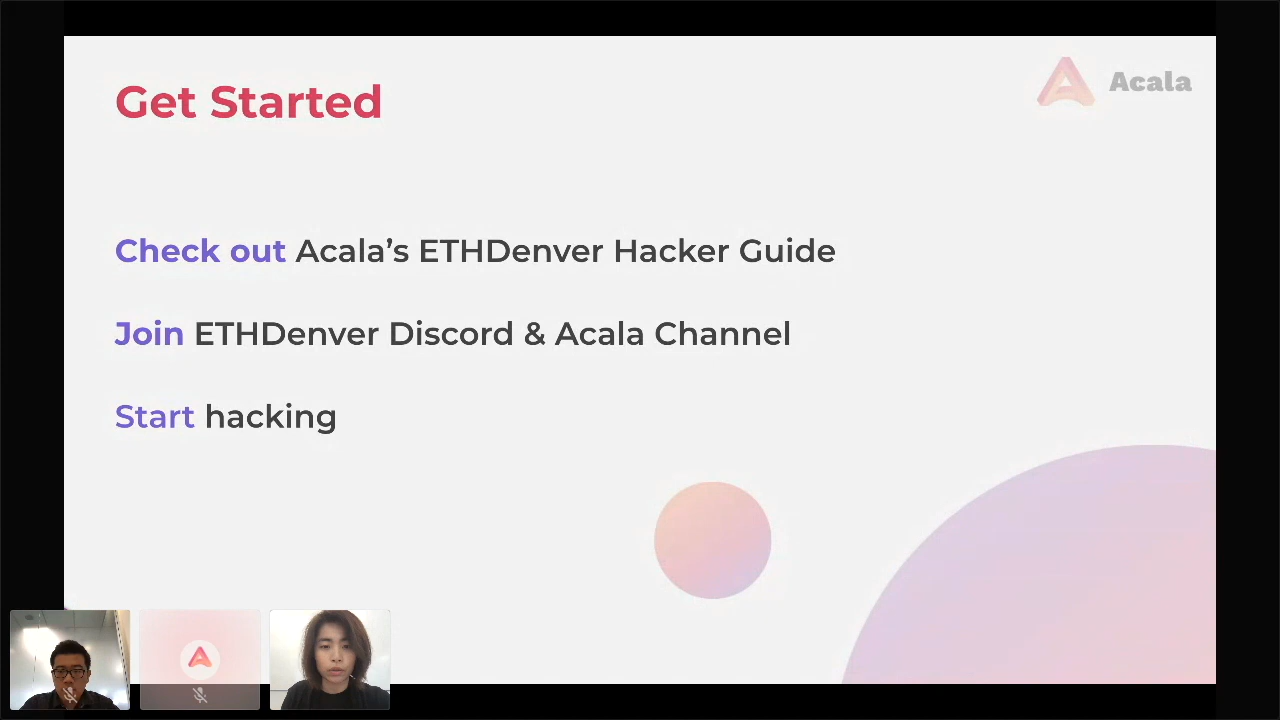 Get Started
Acala
Check out Acala’s ETHDenver Hacker Guide
Join ETHDenver Discord & Acala Channel
Start hacking